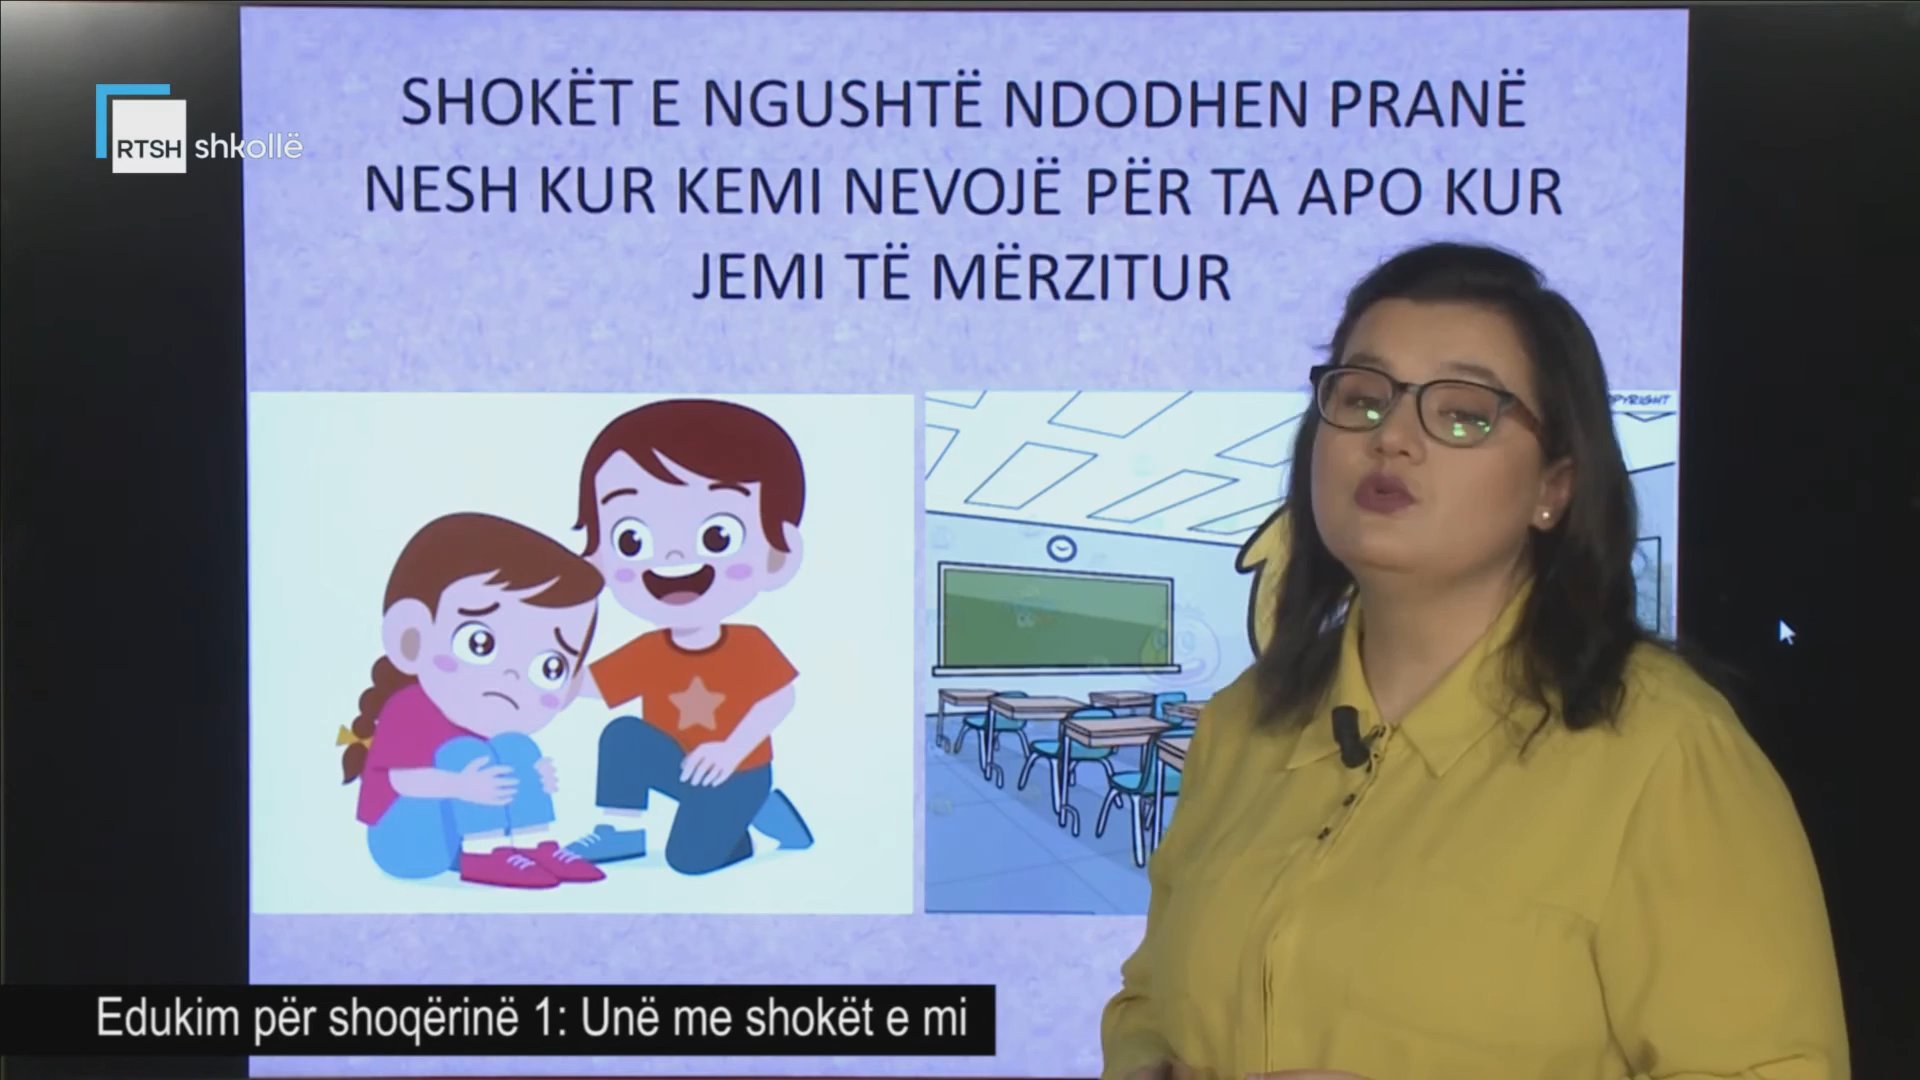 SHOKËT E NGUSHTË NDODHEN PRANË
NESH KUR KEMI NEVOJË PËR TA APO KUR
JEMI TË MËRZITUR
RTSH shkollë
Edukim për shoqërinë 1: Unë me shokët e mi